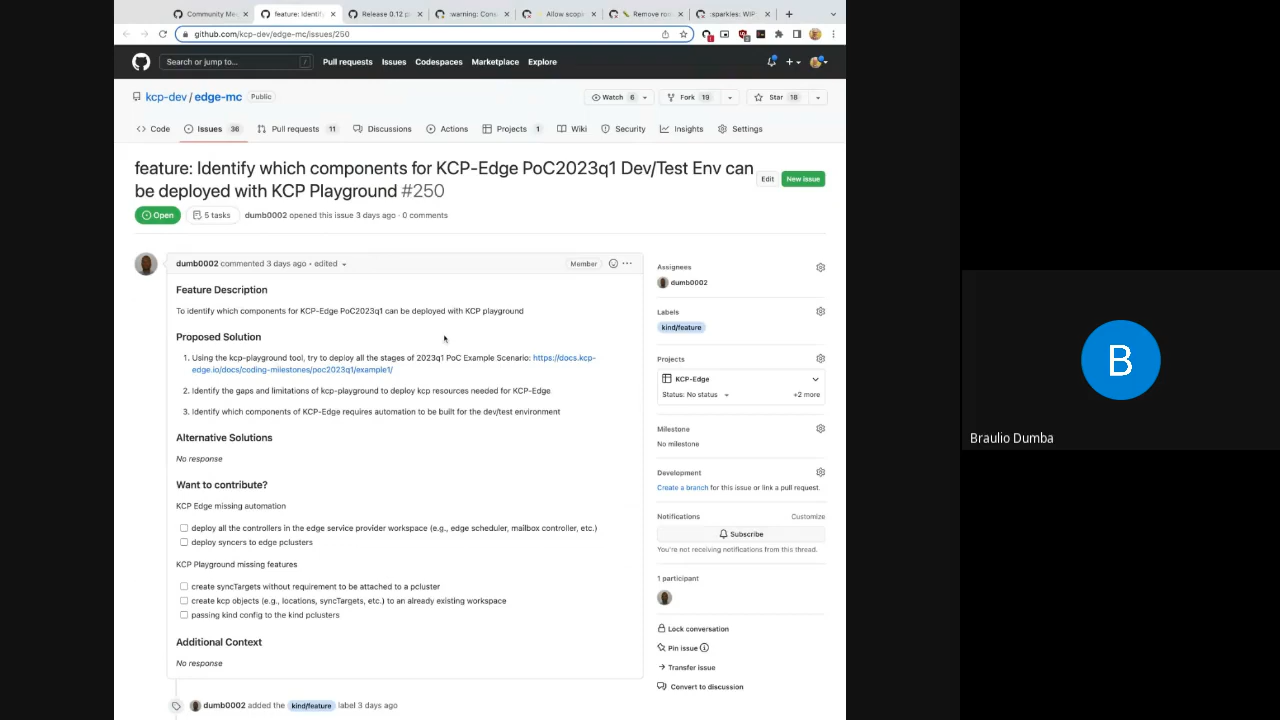 Community Me
feature: Identif
Release 0.12 p
:warning: Cons
Allow scop
Remove roo
:sparkles: WIP
github.com/kcp-dev/edge-mc/issues/250
Search or jump to... /
Pull requests Issues Codespaces Marketplace Explore
kcp-dev / edge-mc Public
Watch 6 Fork 19 Star 18
Code Issues 36 Pull requests 11 Discussions Actions Projects 1 Wiki Security Insights Settings
feature: Identify which components for KCP-Edge PoC2023q1 Dev/Test Env can
be deployed with KCP Playground #250
Edit New issue
Open 5 tasks dumb0002 opened this issue 3 days ago · 0 comments
dumb0002 commented 3 days ago • edited Member
Feature Description
To identify which components for KCP-Edge PoC2023q1 can be deployed with KCP playground
Proposed Solution
1. Using the kcp-playground tool, try to deploy all the stages of 2023q1 PoC Example Scenario: https://docs.kcp-
edge.io/docs/coding-milestones/poc2023q1/example1/
2. Identify the gaps and limitations of kcp-playground to deploy kcp resources needed for KCP-Edge
3. Identify which components of KCP-Edge requires automation to be built for the dev/test environment
Alternative Solutions
No response
Want to contribute?
KCP Edge missing automation
deploy all the controllers in the edge service provider workspace (e.g., edge scheduler, mailbox controller, etc.)
deploy syncers to edge pclusters
KCP Playground missing features
create syncTargets without requirement to be attached to a pcluster
create kcp objects (e.g., locations, syncTargets, etc.) to an already existing workspace
passing kind config to the kind pclusters
Additional Context
No response
dumb0002 added the kind/feature label 3 days ago
Assignees
dumb0002
Labels
kind/feature
Projects
KCP-Edge
Status: No status +2 more
Milestone
No milestone
Development
Create a branch for this issue or link a pull request.
Notifications Customize
Subscribe
You're not receiving notifications from this thread.
1 participant
Lock conversation
Pin issue
Transfer issue
Convert to discussion
B
Braulio Dumba